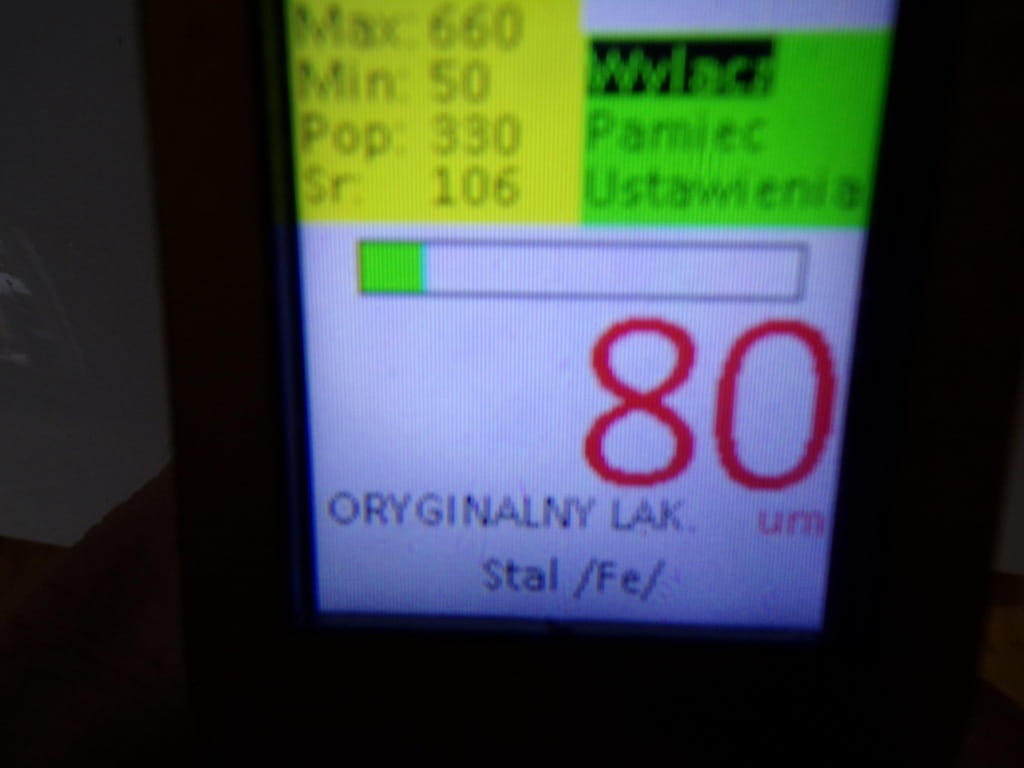 Max: 660
Min: 50
Pop: 330
Sr: 106
Wylacz
Pamiec
Ustawienia
80
um
ORYGINALNY LAK.
Stal /Fe/